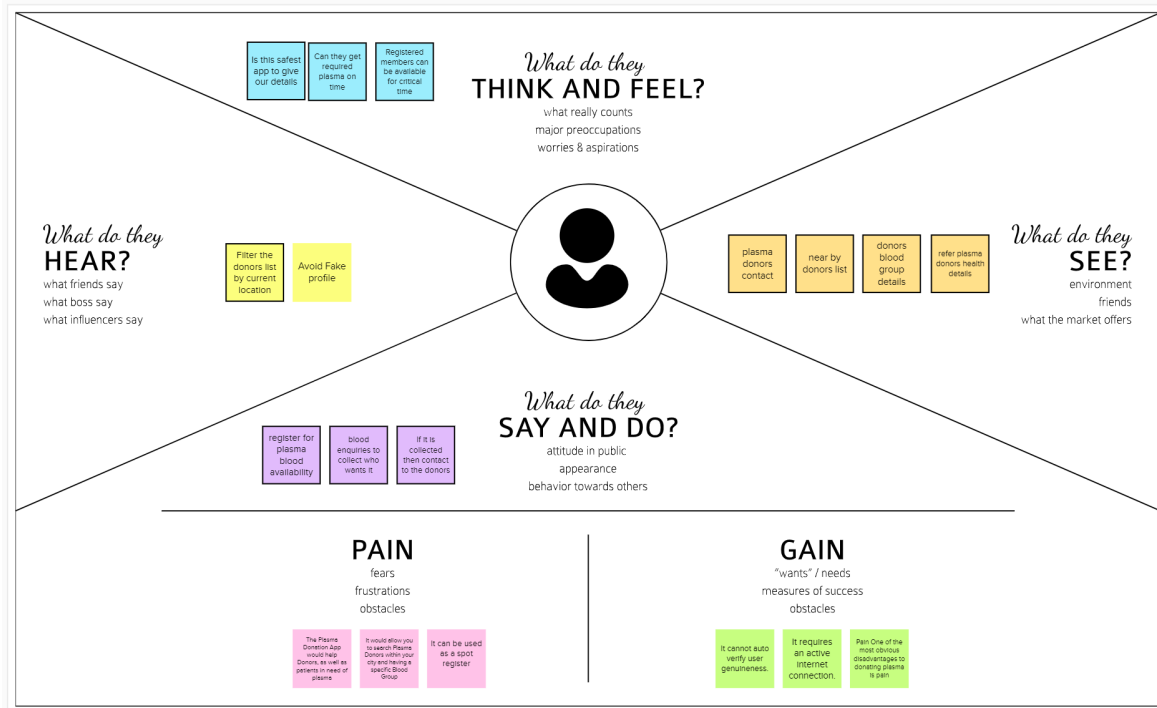 Is this safest
app to give
our details
Can they get
required
plasma on
time
Registered
members can
be available
for critical
time
What do they
THINK AND FEEL?
what really counts
major preoccupations
worries & aspirations
What do they
HEAR?
what friends say
what boss say
what influencers say
Filter the
donors list
by current
location
Avoid Fake
profile
plasma
donors
contact
near by
donors list
donors
blood
group
details
refer plasma
donors health
details
What do they
SEE?
environment
friends
what the market offers
What do they
SAY AND DO?
attitude in public
appearance
behavior towards others
register for
plasma
blood
availability
blood
enquiries to
collect who
wants it
if it is
collected
then contact
to the donors
PAIN
fears
frustrations
obstacles
The Plasma
Donation App
would help
Donors, as well as
patients in need of
plasma
It would allow you
to search Plasma
Donors within your
city and having a
specific Blood
Group
It can be used
as a spot
register
GAIN
"wants" / needs
measures of success
obstacles
It cannot auto
verify user
genuineness.
It requires
an active
internet
connection.
Pain One of the
most obvious
disadvantages to
donating plasma
is pain